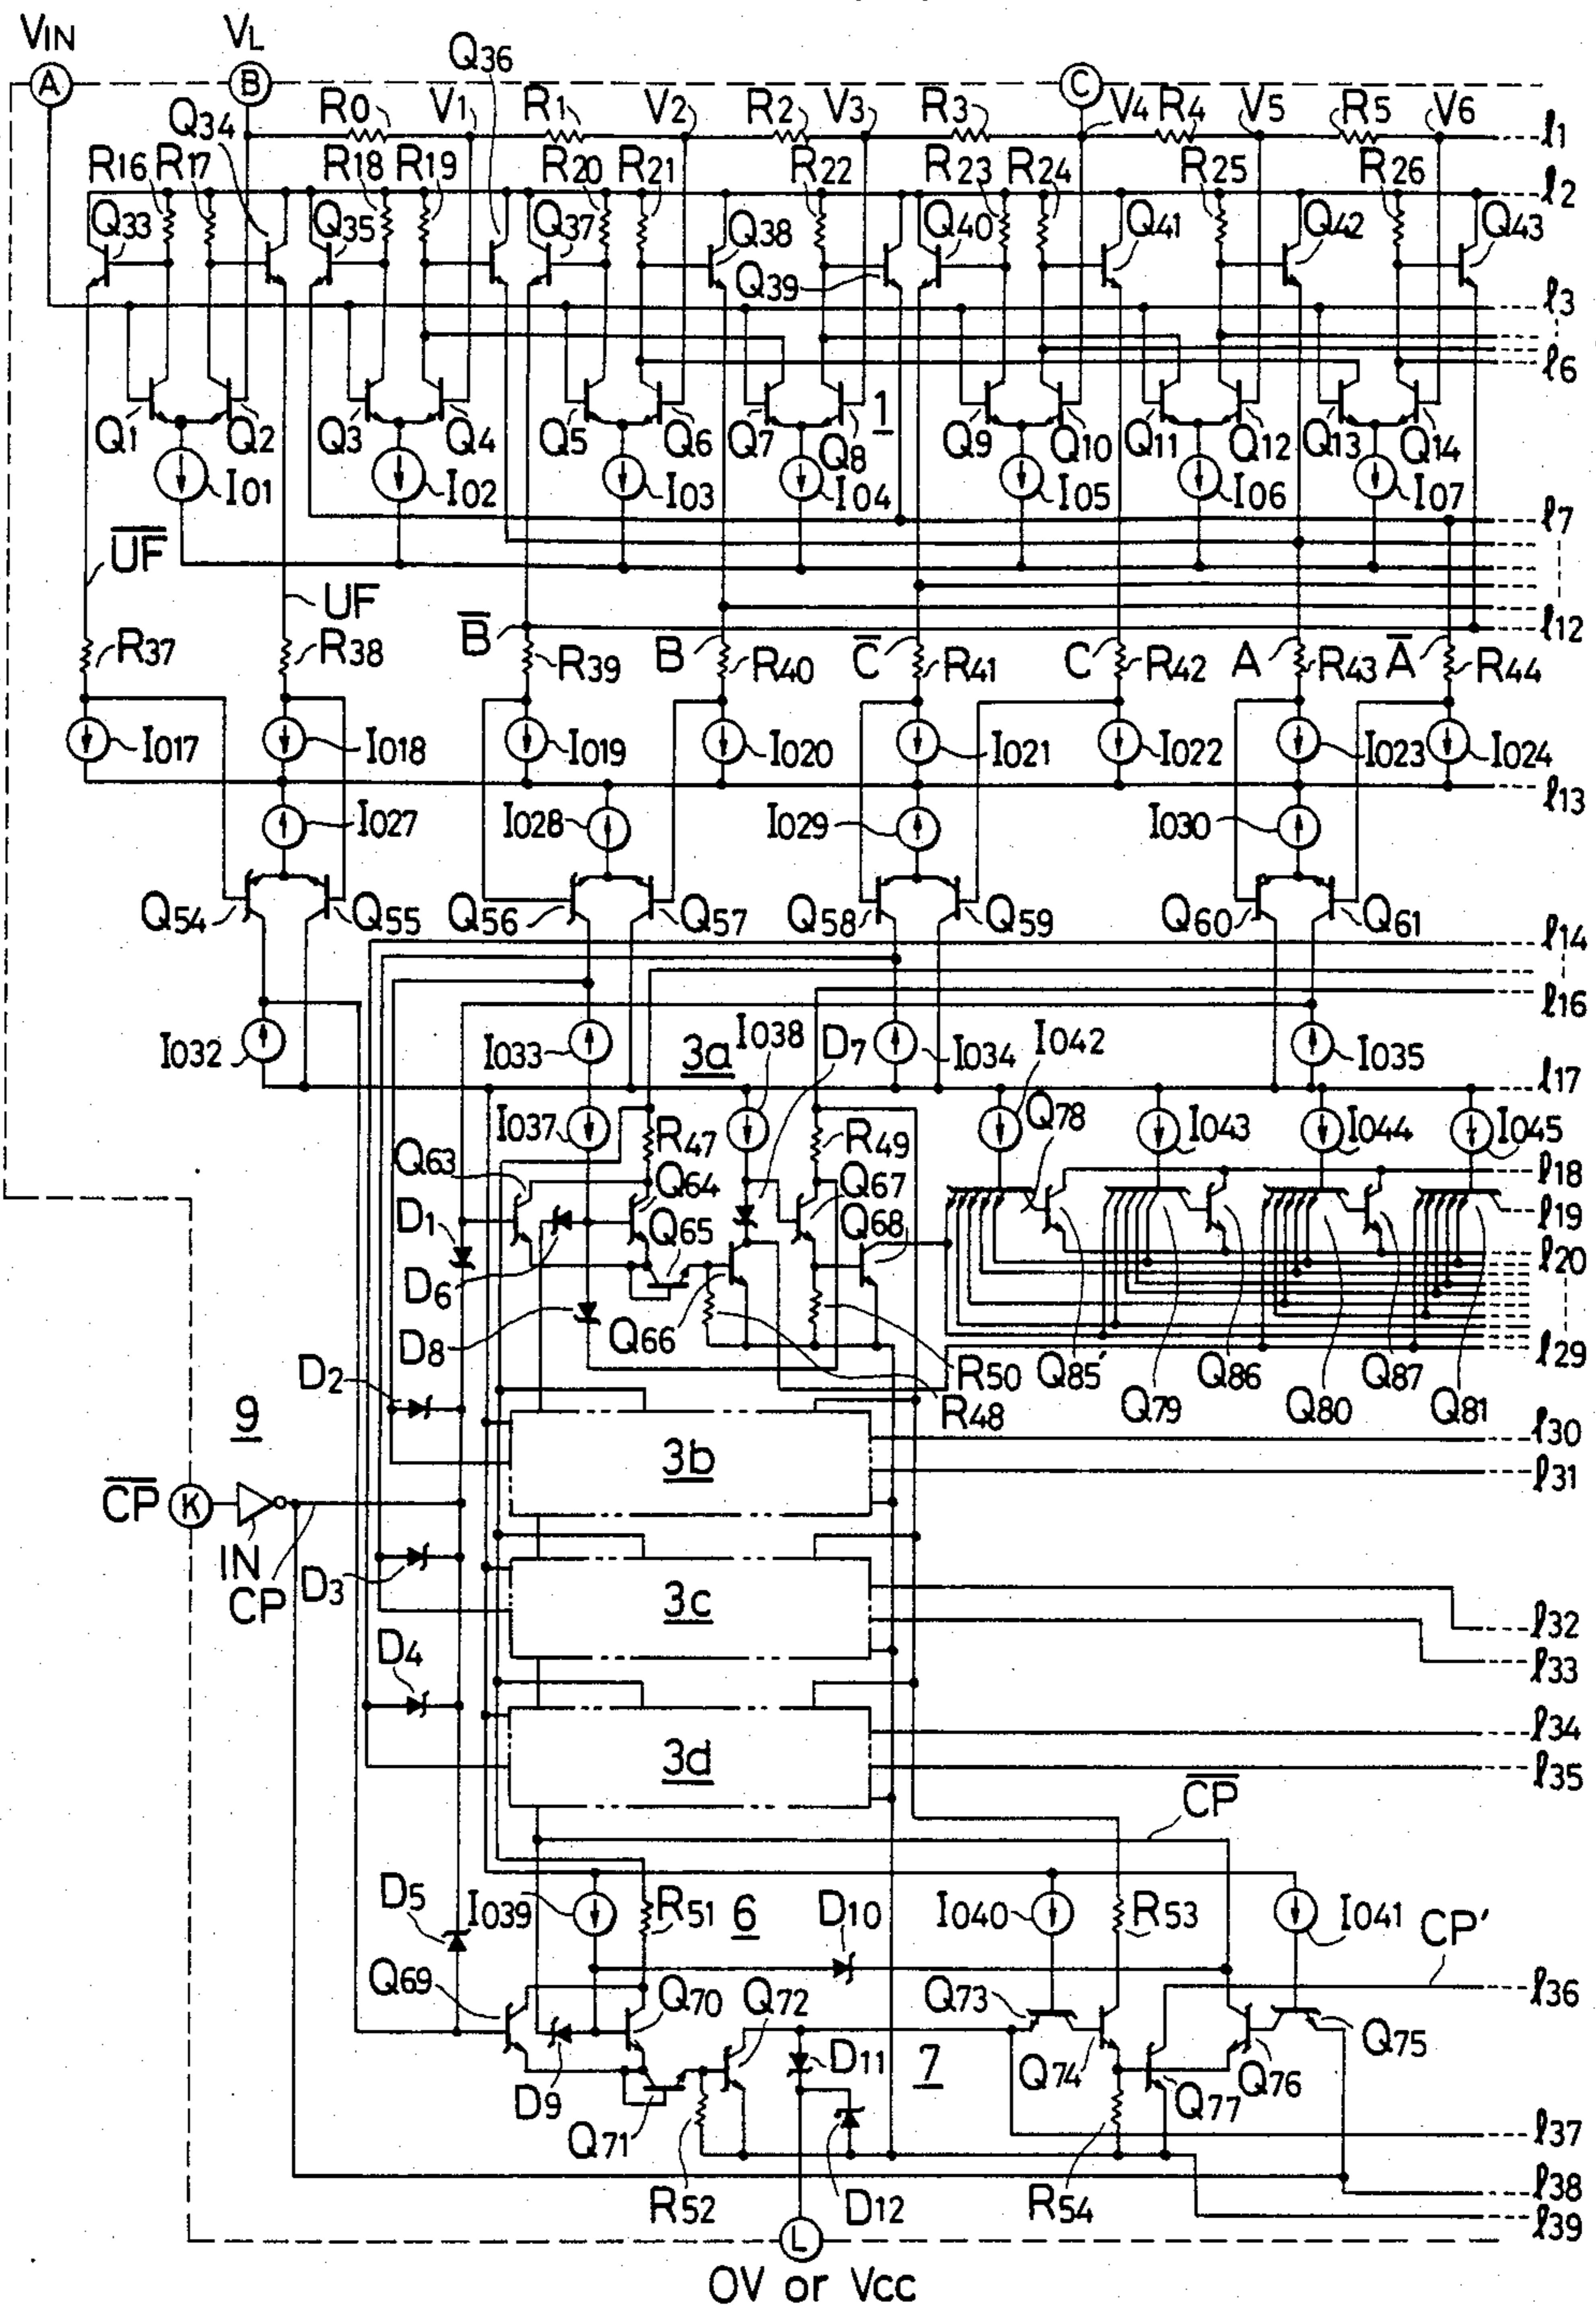 VIN VL
A B Q36 C
R0 V1 R1 V2 R2 V3 R3 V4 R4 V5 R5 V6 ℓ1
Q34
R16 R17 R18 R19 R20 R21 R22 R23 R24 R25 R26
ℓ2
Q33 Q35 Q37 Q38 Q40 Q41 Q42 Q43
Q39
ℓ3
ℓ6
Q1 Q2 Q3 Q4 Q5 Q6 Q7 Q8 1 Q9 Q10 Q11 Q12 Q13 Q14
I01 I02 I03 I04 I05 I06 I07
ℓ7
U̅F̅
UF
B̅ B C̅ C A A̅ ℓ12
R37 R38 R39 R40 R41 R42 R43 R44
I017 I018 I019 I020 I021 I022 I023 I024
ℓ13
I027 I028 I029 I030
Q54 Q55 Q56 Q57 Q58 Q59 Q60 Q61
ℓ14
ℓ16
I032 I033 3a I038 D7 I034 I042 I035
ℓ17
I037 R47 R49 Q78 I043 I044 I045
Q63 Q64 Q67 ℓ18
D1 Q65 Q68 ℓ19
D6 ℓ20
D8 Q66 R50 Q85' Q86 Q87 ℓ29
D2 R48 Q79 Q80 Q81
9 3b ℓ30
ℓ31
C̅P̅ K
IN
CP D3 3c ℓ32
ℓ33
D4 3d ℓ34
ℓ35
C̅P̅
D5 I039 R51 6 D10 I040 R53 I041 CP'
Q69 Q70 Q72 Q73 ℓ36
D9 D11 7 Q74 Q76 Q75
Q71 Q77
ℓ37
R52 D12 R54 ℓ38
ℓ39
L
OV or Vcc